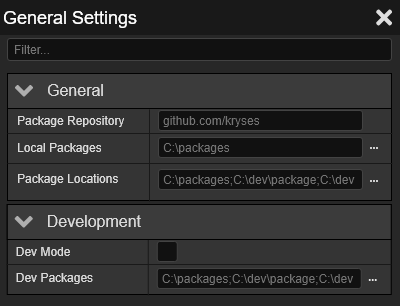 General Settings
Filter...
General
Package Repository github.com/kryses
Local Packages C:\packages ...
Package Locations C:\packages;C:\dev\package;C:\dev ...
Development
Dev Mode
Dev Packages C:\packages;C:\dev\package;C:\dev ...